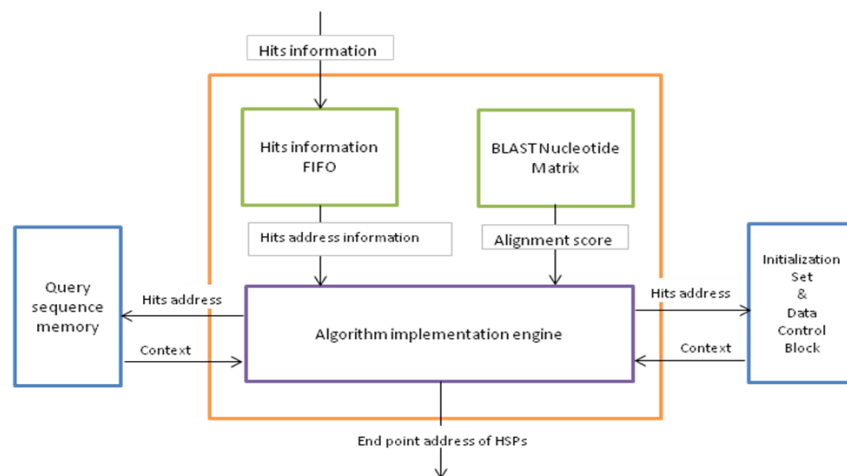 Hits information
Hits information
FIFO
BLAST Nucleotide
Matrix
Hits address information
Alignment score
Query
sequence
memory
Hits address
Context
Algorithm implementation engine
Hits address
Context
Initialization
Set
&
Data
Control
Block
End point address of HSPs